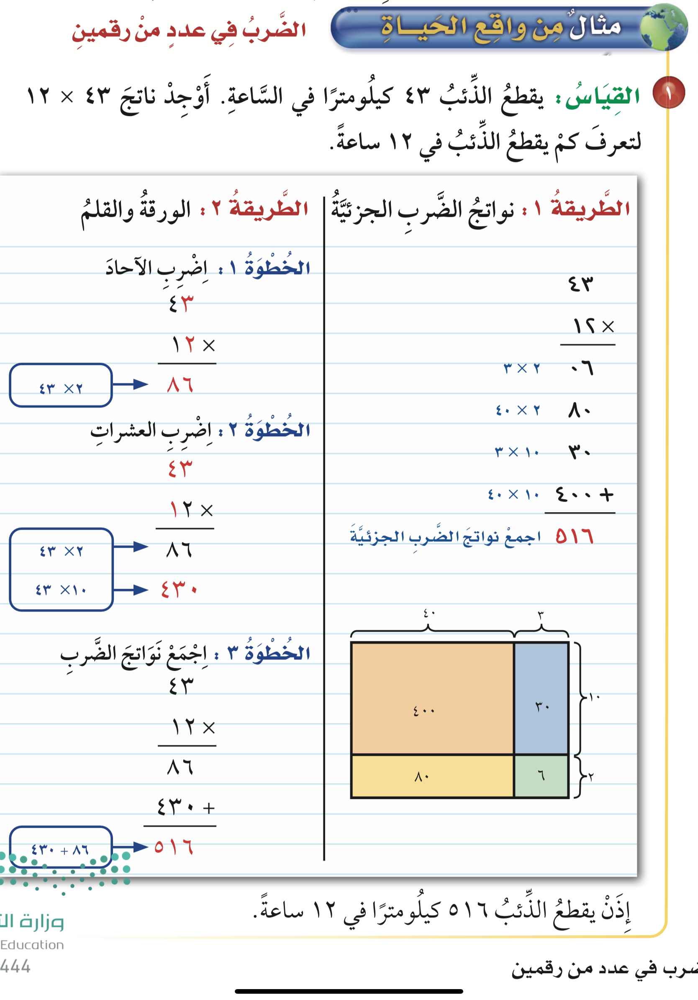 مثالٌ مِن واقِع الحَيـاةِ
الضَّربُ فِي عددٍ منْ رقمينِ
١
القِيَاسُ: يقطعُ الذِّئبُ ٤٣ كيلُومترًا في السَّاعةِ. أَوْجِدْ ناتجَ ٤٣ × ١٢
لتعرفَ كمْ يقطعُ الذِّئبُ في ١٢ ساعةً.
الطَّريقةُ ١ : نواتجُ الضَّربِ الجزئيَّةُ
٤٣
× ١٢
٠٦ ٢ × ٣
٨٠ ٢ × ٤٠
٣٠ ١٠ × ٣
+ ٤٠٠ ١٠ × ٤٠
٥١٦ اجمعْ نواتجَ الضَّربِ الجزئيَّةَ
٤٠
٣
٤٠٠
٣٠
١٠
٨٠
٦
٢
الطَّريقةُ ٢ : الورقةُ والقلمُ
الخُطْوَةُ ١ : اِضْرِبِ الآحادَ
٤٣
× ١٢
٨٦
٢× ٤٣
الخُطْوَةُ ٢ : اِضْرِبِ العشراتِ
٤٣
× ١٢
٨٦
٢× ٤٣
٤٣٠
١٠× ٤٣
الخُطْوَةُ ٣ : اِجْمَعْ نَوَاتجَ الضَّربِ
٤٣
× ١٢
٨٦
+ ٤٣٠
٥١٦
٨٦ + ٤٣٠
إِذَنْ يقطعُ الذِّئبُ ٥١٦ كيلُومترًا في ١٢ ساعةً.
وزارة
Education
444
في عدد من رقمين